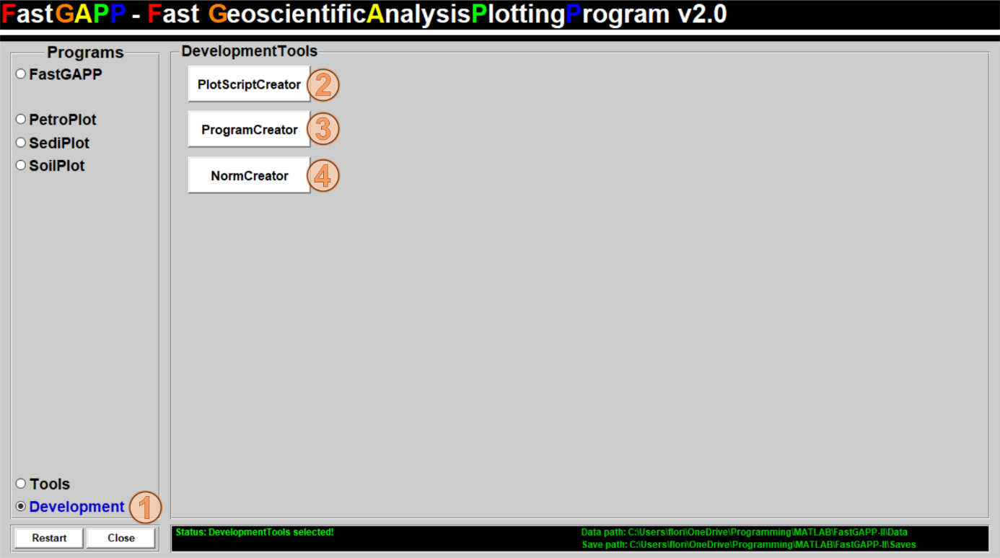 FastGAPP - Fast GeoscientificAnalysisPlottingProgram v2.0
Programs
FastGAPP
PetroPlot
SediPlot
SoilPlot
Tools
Development 1
Restart Close
DevelopmentTools
PlotScriptCreator 2
ProgramCreator 3
NormCreator 4
Status: DevelopmentTools selected!
Data path: C:\Users\flori\OneDrive\Programming\MATLAB\FastGAPP-II\Data
Save path: C:\Users\flori\OneDrive\Programming\MATLAB\FastGAPP-II\Saves